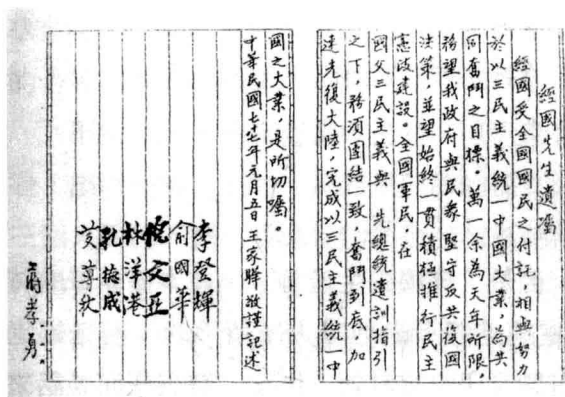 經國先生遺囑
經國受全國國民之付託，相與努力
於以三民主義統一中國大業，為共
同奮鬥之目標。萬一余為天年所限，
務望我政府與民眾堅守反共復國
決策，並望始終一貫積極推行民主
憲政建設。全國軍民，在
國父三民主義與 先總統遺訓指引
之下，務須團結一致，奮鬥到底，加
速光復大陸，完成以三民主義統一中
國之大業，是所切囑。
中華民國七十七年元月五日 王家驊敬謹記述
李登輝
俞國華
倪文亞
林洋港
孔德成
黃尊秋
蔣孝勇